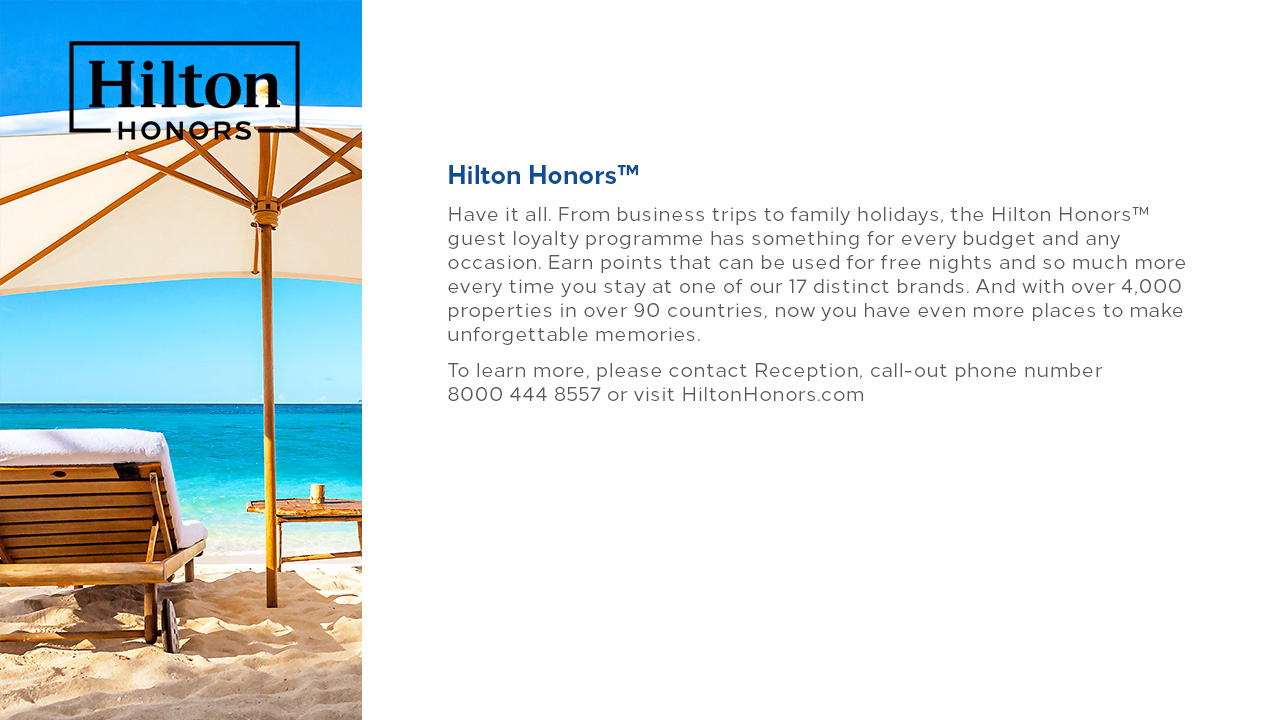 Hilton
HONORS
Hilton Honors™
Have it all. From business trips to family holidays, the Hilton Honors™
guest loyalty programme has something for every budget and any
occasion. Earn points that can be used for free nights and so much more
every time you stay at one of our 17 distinct brands. And with over 4,000
properties in over 90 countries, now you have even more places to make
unforgettable memories.
To learn more, please contact Reception, call-out phone number
8000 444 8557 or visit HiltonHonors.com